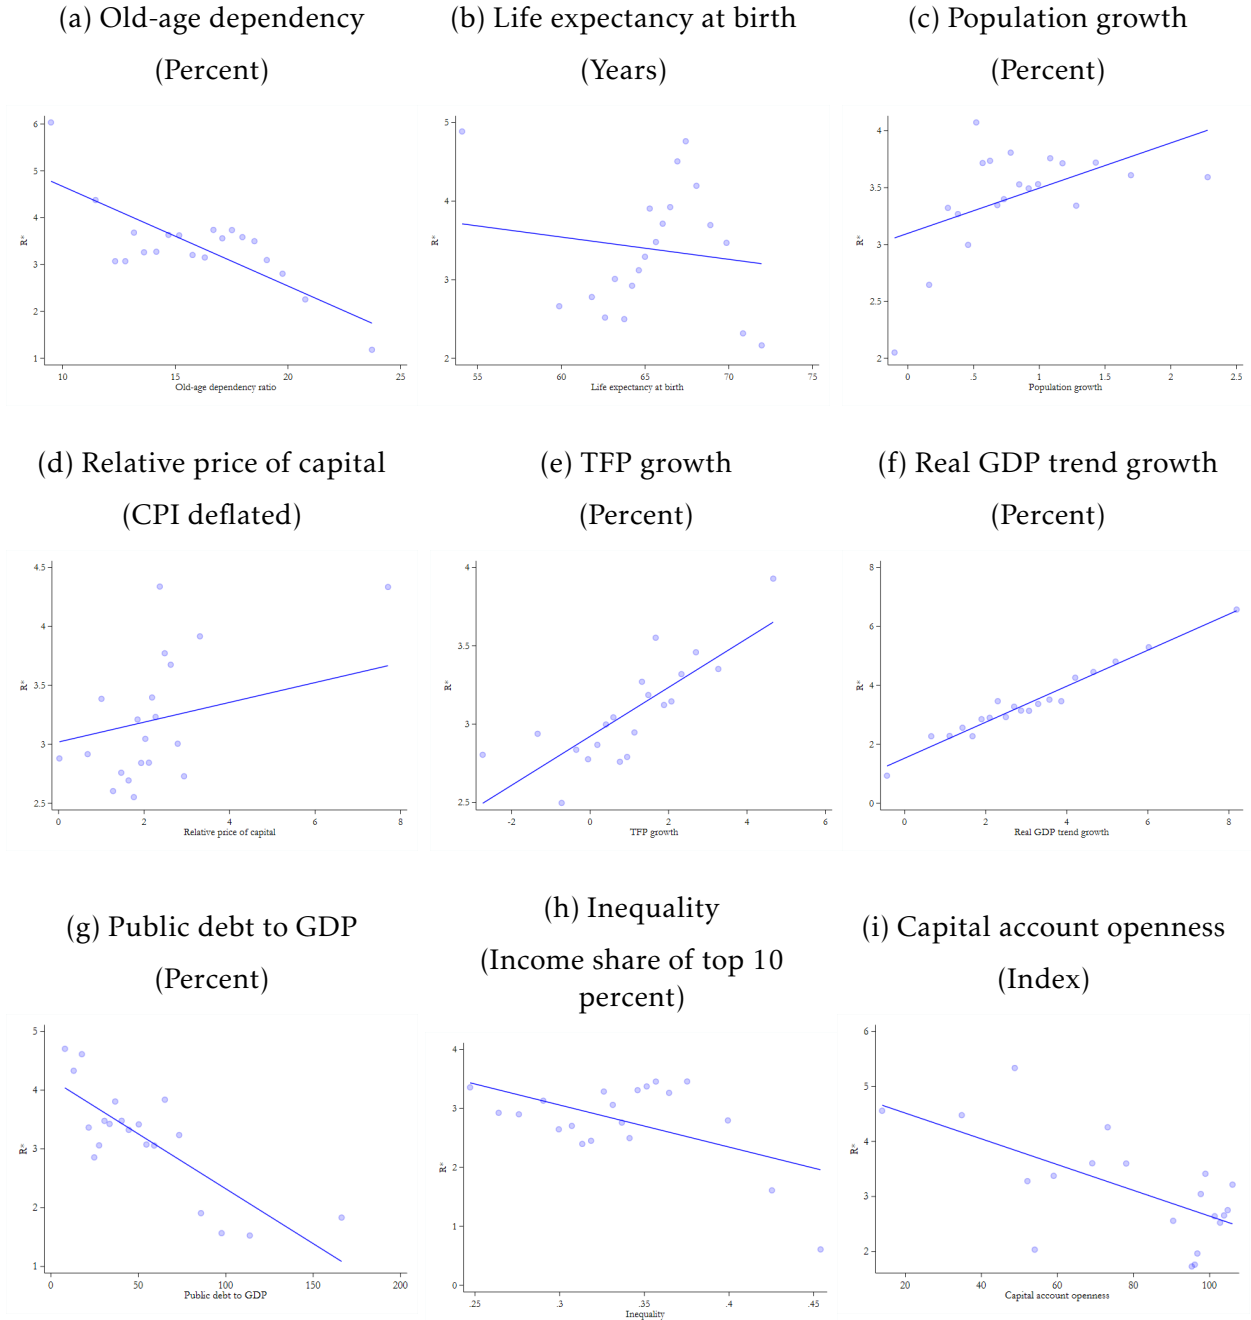 (a) Old-age dependency
(Percent)
(b) Life expectancy at birth
(Years)
(c) Population growth
(Percent)
6
5
4
3
2
1
R*
10 15 20 25
Old-age dependency ratio
5
4
3
2
R*
55 60 65 70 75
Life expectancy at birth
4
3.5
3
2.5
2
R*
0 .5 1 1.5 2 2.5
Population growth
(d) Relative price of capital
(CPI deflated)
(e) TFP growth
(Percent)
(f) Real GDP trend growth
(Percent)
4.5
4
3.5
3
2.5
R*
0 2 4 6 8
Relative price of capital
4
3.5
3
2.5
R*
-2 0 2 4 6
TFP growth
8
6
4
2
0
R*
0 2 4 6 8
Real GDP trend growth
(g) Public debt to GDP
(Percent)
(h) Inequality
(Income share of top 10
percent)
(i) Capital account openness
(Index)
5
4
3
2
1
R*
0 50 100 150 200
Public debt to GDP
4
3
2
1
0
R*
.25 .3 .35 .4 .45
Inequality
6
5
4
3
2
R*
20 40 60 80 100
Capital account openness